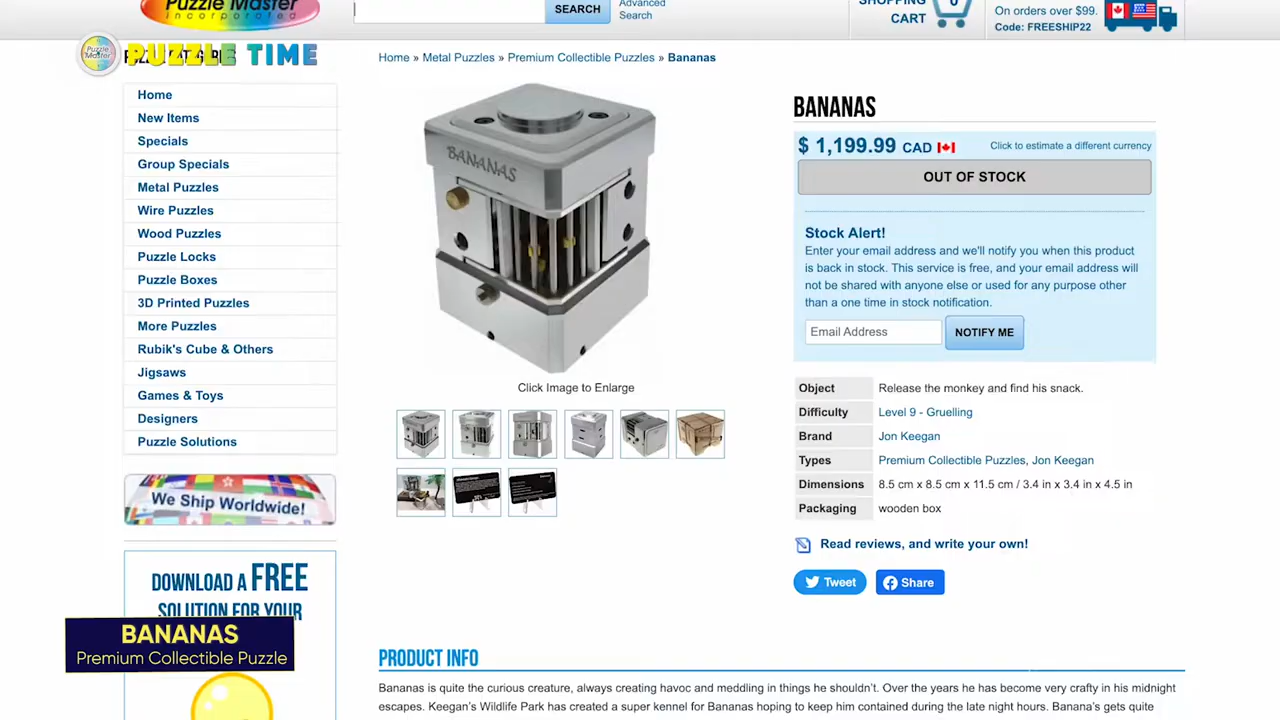 Puzzle Master
incorporated
SEARCH
Advanced
Search
SHOPPING
CART
0
On orders over $99.
Code: FREESHIP22
Puzzle
Master
PUZZLE TIME
Home » Metal Puzzles » Premium Collectible Puzzles » Bananas
Home
New Items
Specials
Group Specials
Metal Puzzles
Wire Puzzles
Wood Puzzles
Puzzle Locks
Puzzle Boxes
3D Printed Puzzles
More Puzzles
Rubik's Cube & Others
Jigsaws
Games & Toys
Designers
Puzzle Solutions
We Ship Worldwide!
DOWNLOAD A FREE
SOLUTION FOR YOUR
BANANAS
Premium Collectible Puzzle
BANANAS
Click Image to Enlarge
BANANAS
$ 1,199.99 CAD
Click to estimate a different currency
OUT OF STOCK
Stock Alert!
Enter your email address and we'll notify you when this product
is back in stock. This service is free, and your email address will
not be shared with anyone else or used for any purpose other
than a one time in stock notification.
Email Address
NOTIFY ME
Object Release the monkey and find his snack.
Difficulty Level 9 - Gruelling
Brand Jon Keegan
Types Premium Collectible Puzzles, Jon Keegan
Dimensions 8.5 cm x 8.5 cm x 11.5 cm / 3.4 in x 3.4 in x 4.5 in
Packaging wooden box
Read reviews, and write your own!
Tweet
Share
PRODUCT INFO
Bananas is quite the curious creature, always creating havoc and meddling in things he shouldn't. Over the years he has become very crafty in his midnight
escapes. Keegan's Wildlife Park has created a super kennel for Bananas hoping to keep him contained during the late night hours. Banana's gets quite